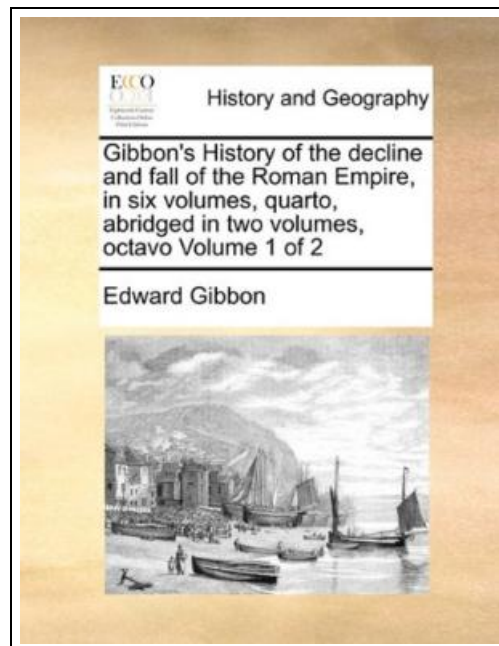 ECCO
History and Geography
Gibbon's History of the decline
and fall of the Roman Empire,
in six volumes, quarto,
abridged in two volumes,
octavo Volume 1 of 2
Edward Gibbon